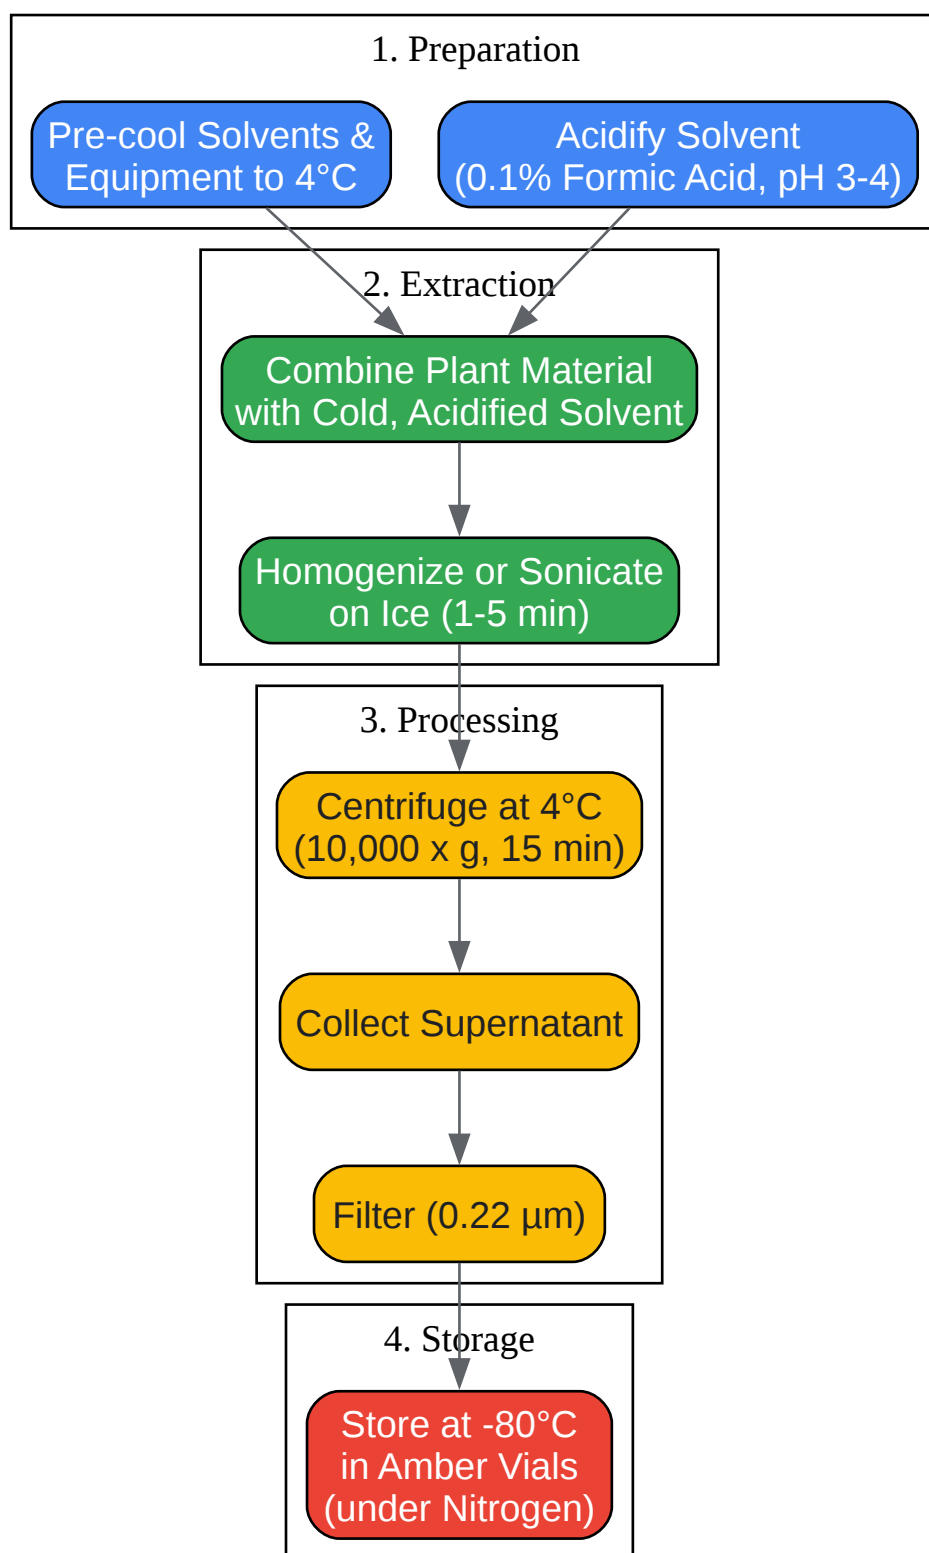 1. Preparation
Pre-cool Solvents &
Equipment to 4°C
Acidify Solvent
(0.1% Formic Acid, pH 3-4)
2. Extraction
Combine Plant Material
with Cold, Acidified Solvent
Homogenize or Sonicate
on Ice (1-5 min)
3. Processing
Centrifuge at 4°C
(10,000 x g, 15 min)
Collect Supernatant
Filter (0.22 µm)
4. Storage
Store at -80°C
in Amber Vials
(under Nitrogen)